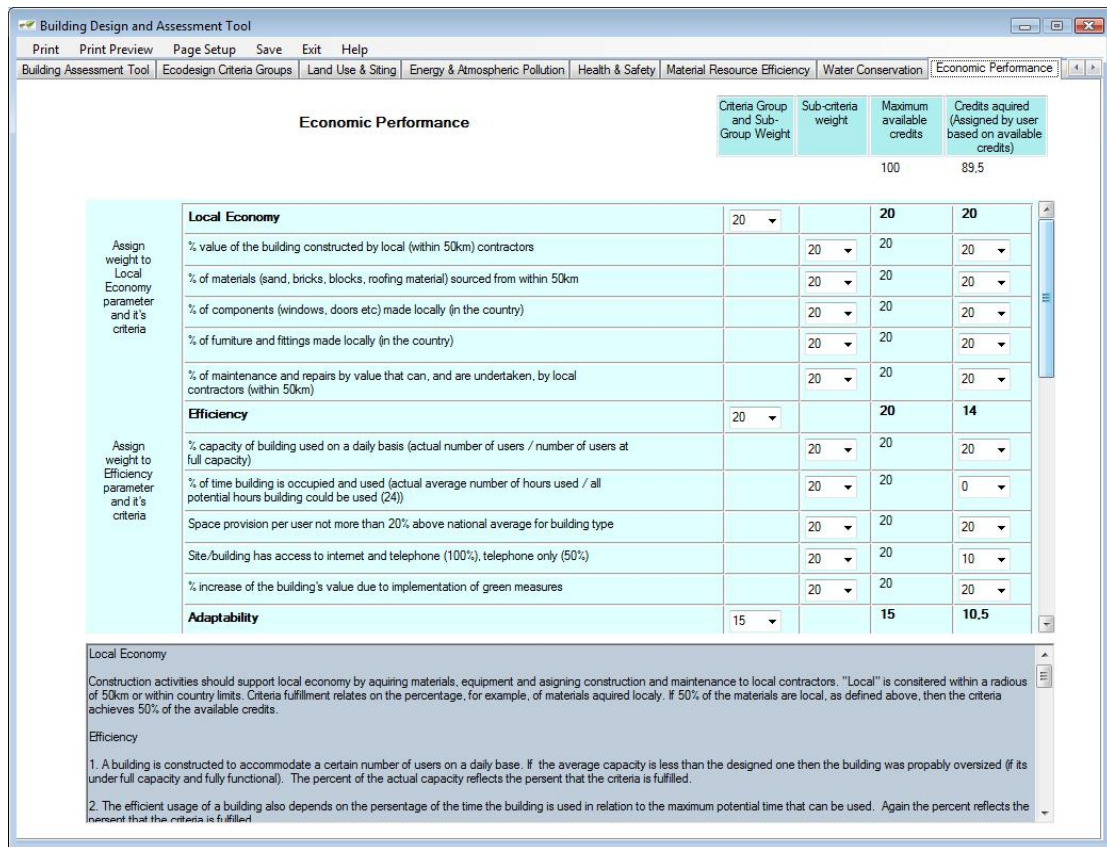 Building Design and Assessment Tool
Print Print Preview Page Setup Save Exit Help
Building Assessment Tool Ecodesign Criteria Groups Land Use & Siting Energy & Atmospheric Pollution Health & Safety Material Resource Efficiency Water Conservation Economic Performance
Economic Performance
Criteria Group and Sub-Group Weight
Sub-criteria weight
Maximum available credits
Credits aquired (Assigned by user based on available credits)
100 89,5
Assign weight to Local Economy parameter and it's criteria
Local Economy 20 20 20
% value of the building constructed by local (within 50km) contractors 20 20 20
% of materials (sand, bricks, blocks, roofing material) sourced from within 50km 20 20 20
% of components (windows, doors etc) made locally (in the country) 20 20 20
% of furniture and fittings made locally (in the country) 20 20 20
% of maintenance and repairs by value that can, and are undertaken, by local
contractors (within 50km) 20 20 20
Assign weight to Efficiency parameter and it's criteria
Efficiency 20 20 14
% capacity of building used on a daily basis (actual number of users / number of users at
full capacity) 20 20 20
% of time building is occupied and used (actual average number of hours used / all
potential hours building could be used (24)) 20 20 0
Space provision per user not more than 20% above national average for building type 20 20 20
Site/building has access to internet and telephone (100%), telephone only (50%) 20 20 10
% increase of the building's value due to implementation of green measures 20 20 20
Adaptability 15 15 10,5
Local Economy
Construction activities should support local economy by aquiring materials, equipment and asigning construction and maintenance to local contractors. "Local" is consitered within a radious
of 50km or within country limits. Criteria fulfillment relates on the percentage, for example, of materials aquired localy. If 50% of the materials are local, as defined above, then the criteria
achieves 50% of the available credits.
Efficiency
1. A building is constructed to accommodate a certain number of users on a daily base. If the average capacity is less than the designed one then the building was propably oversized (if its
under full capacity and fully functional). The percent of the actual capacity reflects the persent that the criteria is fulfilled.
2. The efficient usage of a building also depends on the persentage of the time the building is used in relation to the maximum potential time that can be used. Again the percent reflects the
persent that the criteria is fulfilled